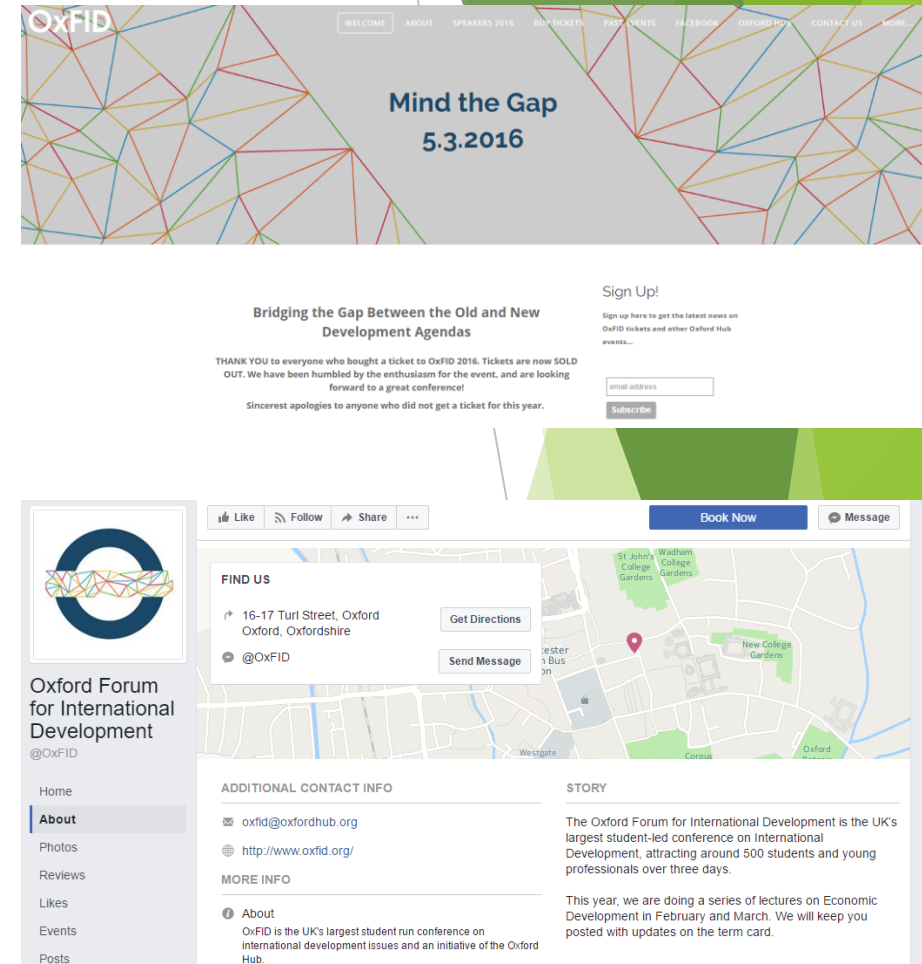 OxFID
WELCOME ABOUT SPEAKERS 2016 BUY TICKETS PAST EVENTS FACEBOOK OXFORD HUB CONTACT US MORE...
Mind the Gap
5.3.2016
Bridging the Gap Between the Old and New
Development Agendas
THANK YOU to everyone who bought a ticket to OxFID 2016. Tickets are now SOLD
OUT. We have been humbled by the enthusiasm for the event, and are looking
forward to a great conference!
Sincerest apologies to anyone who did not get a ticket for this year.
Sign Up!
Sign up here to get the latest news on
OxFID tickets and other Oxford Hub
events...
email address
Subscribe
Like Follow Share ...
Book Now Message
Oxford Forum
for International
Development
@OxFID
Home
About
Photos
Reviews
Likes
Events
Posts
FIND US
16-17 Turl Street, Oxford
Oxford, Oxfordshire
Get Directions
@OxFID
Send Message
St John's
College
Gardens
Wadham
College
Gardens
New College
Gardens
Westgate
Corpus
Oxford
ADDITIONAL CONTACT INFO
oxfid@oxfordhub.org
http://www.oxfid.org/
MORE INFO
About
OxFID is the UK's largest student run conference on
international development issues and an initiative of the Oxford
Hub.
STORY
The Oxford Forum for International Development is the UK's
largest student-led conference on International
Development, attracting around 500 students and young
professionals over three days.
This year, we are doing a series of lectures on Economic
Development in February and March. We will keep you
posted with updates on the term card.